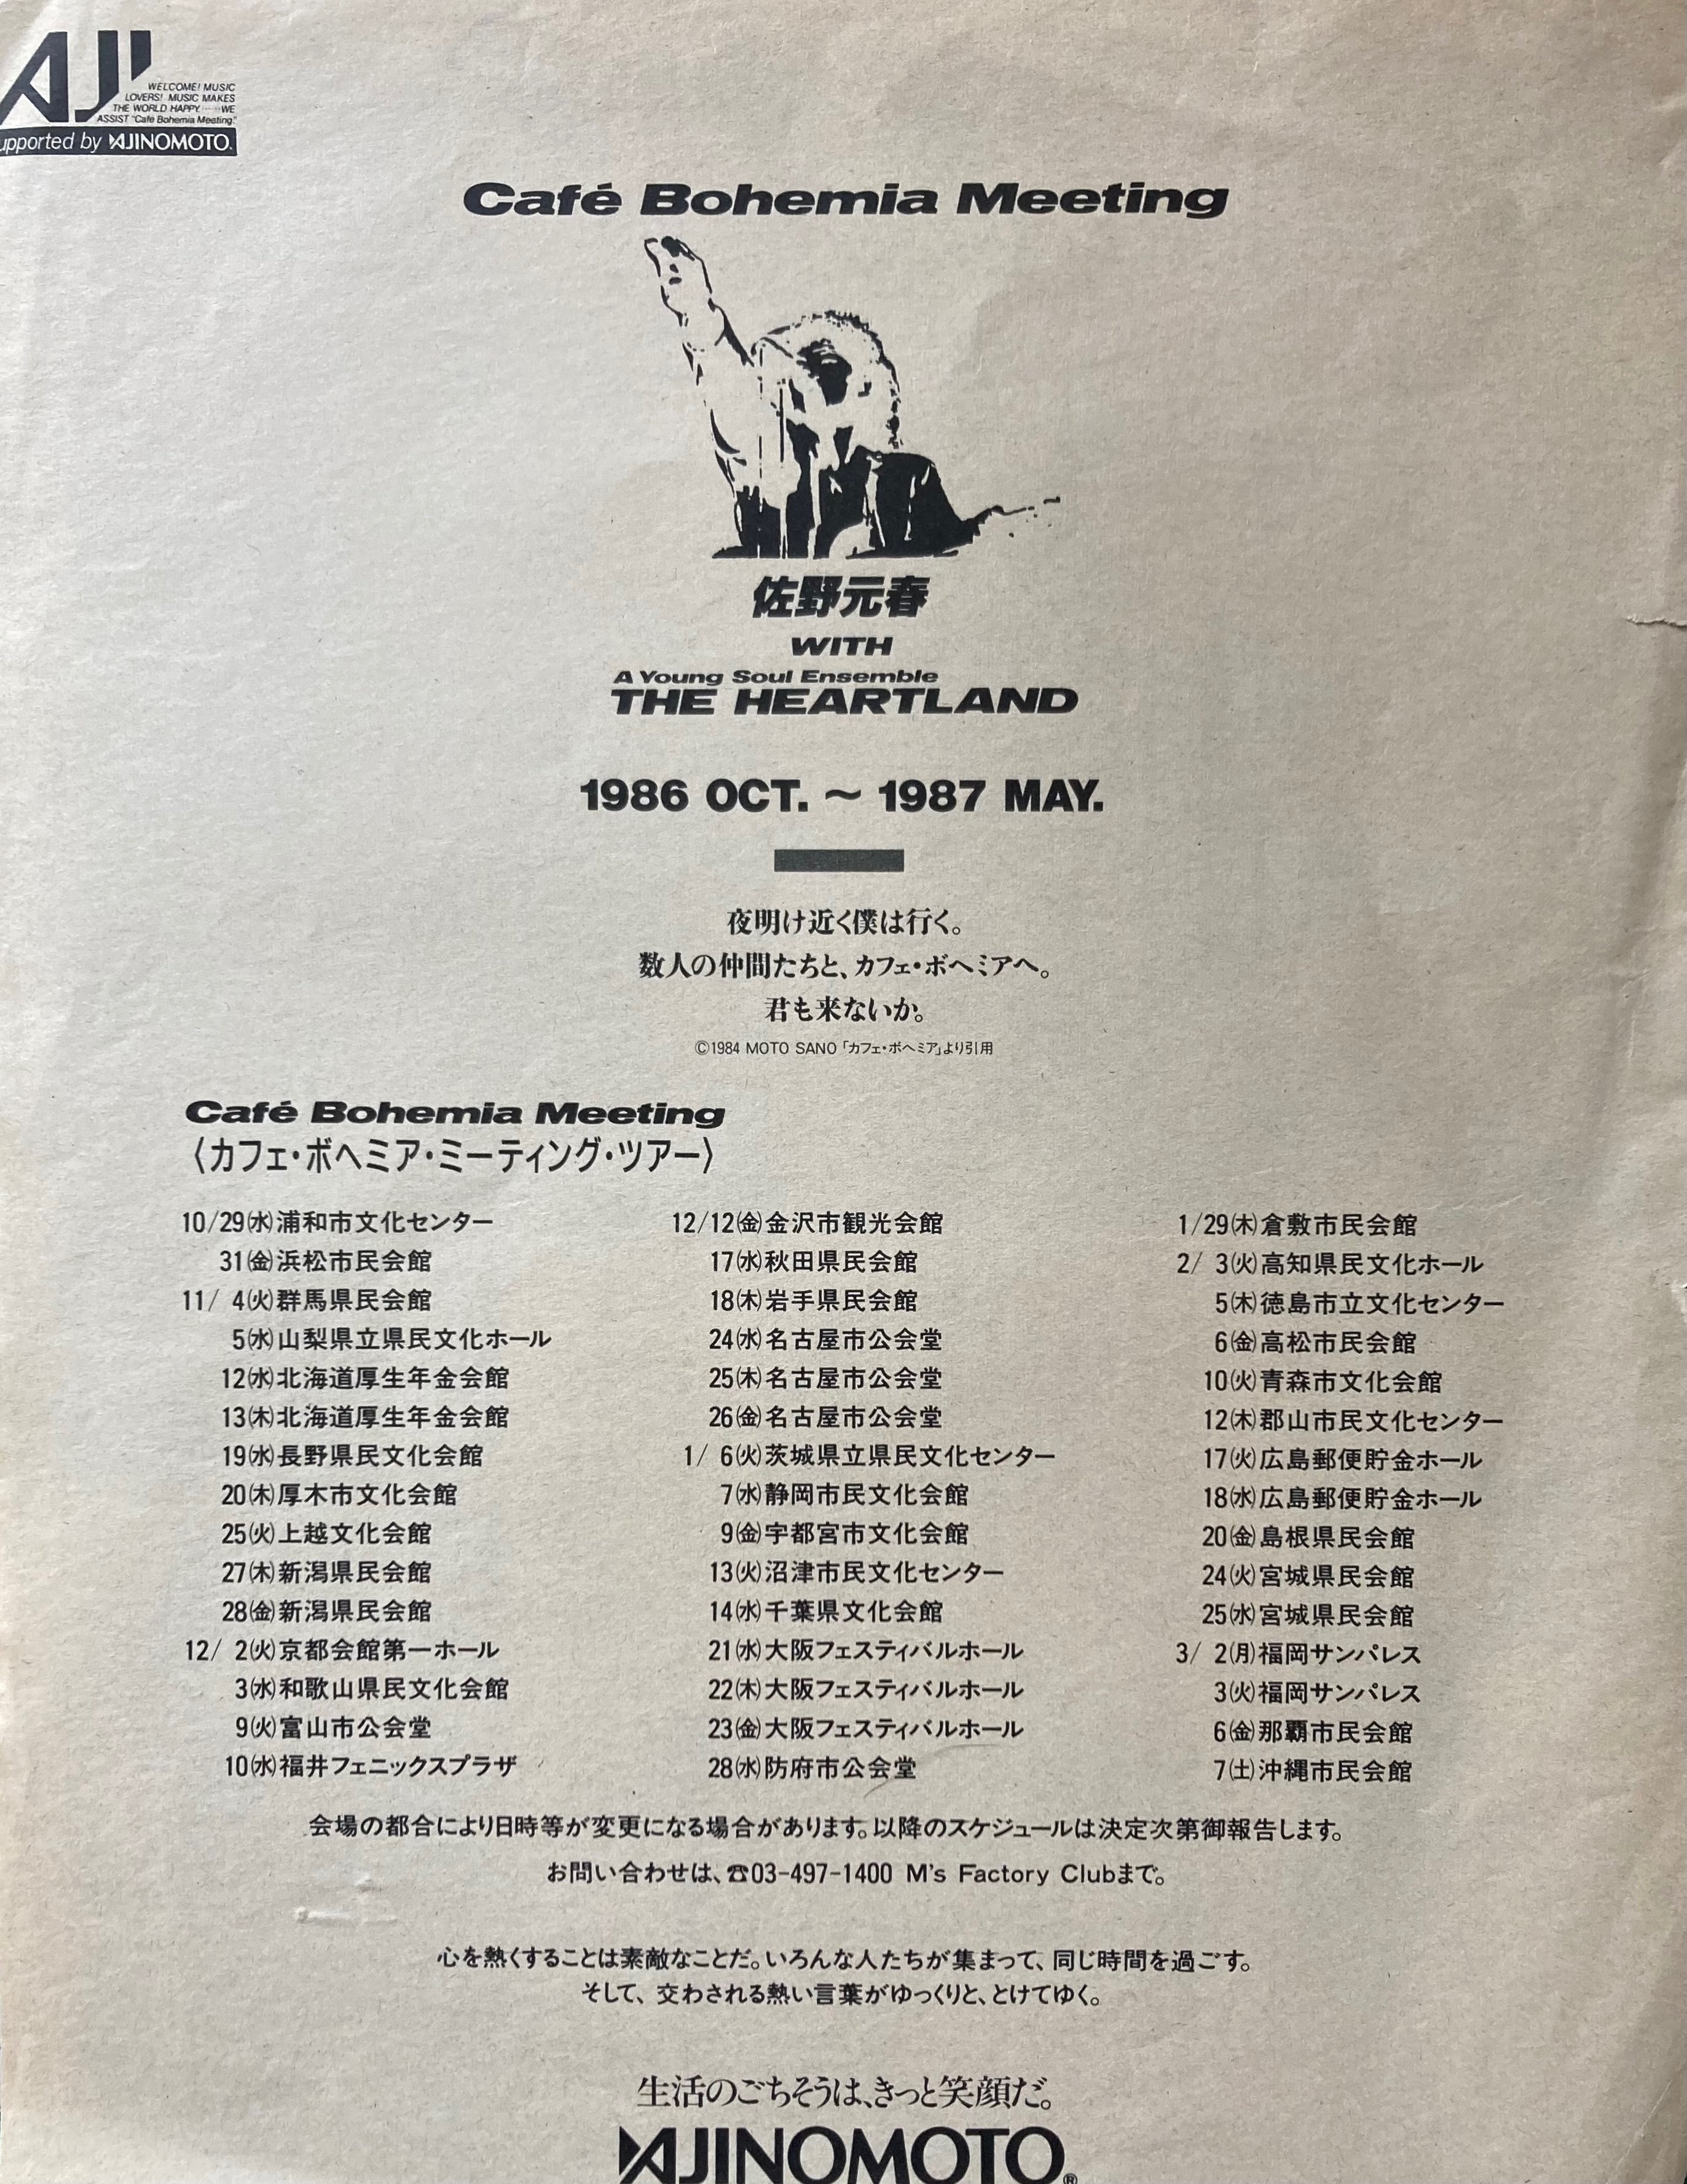 AJI
WELCOME! MUSIC
LOVERS! MUSIC MAKES
THE WORLD HAPPY······WE
ASSIST "Café Bohemia Meeting."
upported by AJINOMOTO.
Café Bohemia Meeting
佐野元春
WITH
A Young Soul Ensemble
THE HEARTLAND
1986 OCT. ～ 1987 MAY.
夜明け近く僕は行く。
数人の仲間たちと、カフェ・ボヘミアへ。
君も来ないか。
©1984 MOTO SANO「カフェ・ボヘミア」より引用
Café Bohemia Meeting
〈カフェ・ボヘミア・ミーティング・ツアー〉
10/29㈬浦和市文化センター
31㈮浜松市民会館
11/ 4㈫群馬県民会館
5㈬山梨県立県民文化ホール
12㈬北海道厚生年金会館
13㈭北海道厚生年金会館
19㈬長野県民文化会館
20㈭厚木市文化会館
25㈫上越文化会館
27㈭新潟県民会館
28㈮新潟県民会館
12/ 2㈫京都会館第一ホール
3㈬和歌山県民文化会館
9㈫富山市公会堂
10㈬福井フェニックスプラザ
12/12㈮金沢市観光会館
17㈬秋田県民会館
18㈭岩手県民会館
24㈬名古屋市公会堂
25㈭名古屋市公会堂
26㈮名古屋市公会堂
1/ 6㈫茨城県立県民文化センター
7㈬静岡市民文化会館
9㈮宇都宮市文化会館
13㈫沼津市民文化センター
14㈬千葉県文化会館
21㈬大阪フェスティバルホール
22㈭大阪フェスティバルホール
23㈮大阪フェスティバルホール
28㈬防府市公会堂
1/29㈭倉敷市民会館
2/ 3㈫高知県民文化ホール
5㈭徳島市立文化センター
6㈮高松市民会館
10㈫青森市文化会館
12㈭郡山市民文化センター
17㈫広島郵便貯金ホール
18㈬広島郵便貯金ホール
20㈮島根県民会館
24㈫宮城県民会館
25㈬宮城県民会館
3/ 2㈪福岡サンパレス
3㈫福岡サンパレス
6㈮那覇市民会館
7㈯沖縄市民会館
会場の都合により日時等が変更になる場合があります。以降のスケジュールは決定次第御報告します。
お問い合わせは、☎03-497-1400 M's Factory Clubまで。
心を熱くすることは素敵なことだ。いろんな人たちが集まって、同じ時間を過ごす。
そして、交わされる熱い言葉がゆっくりと、とけてゆく。
生活のごちそうは、きっと笑顔だ。
AJINOMOTO®